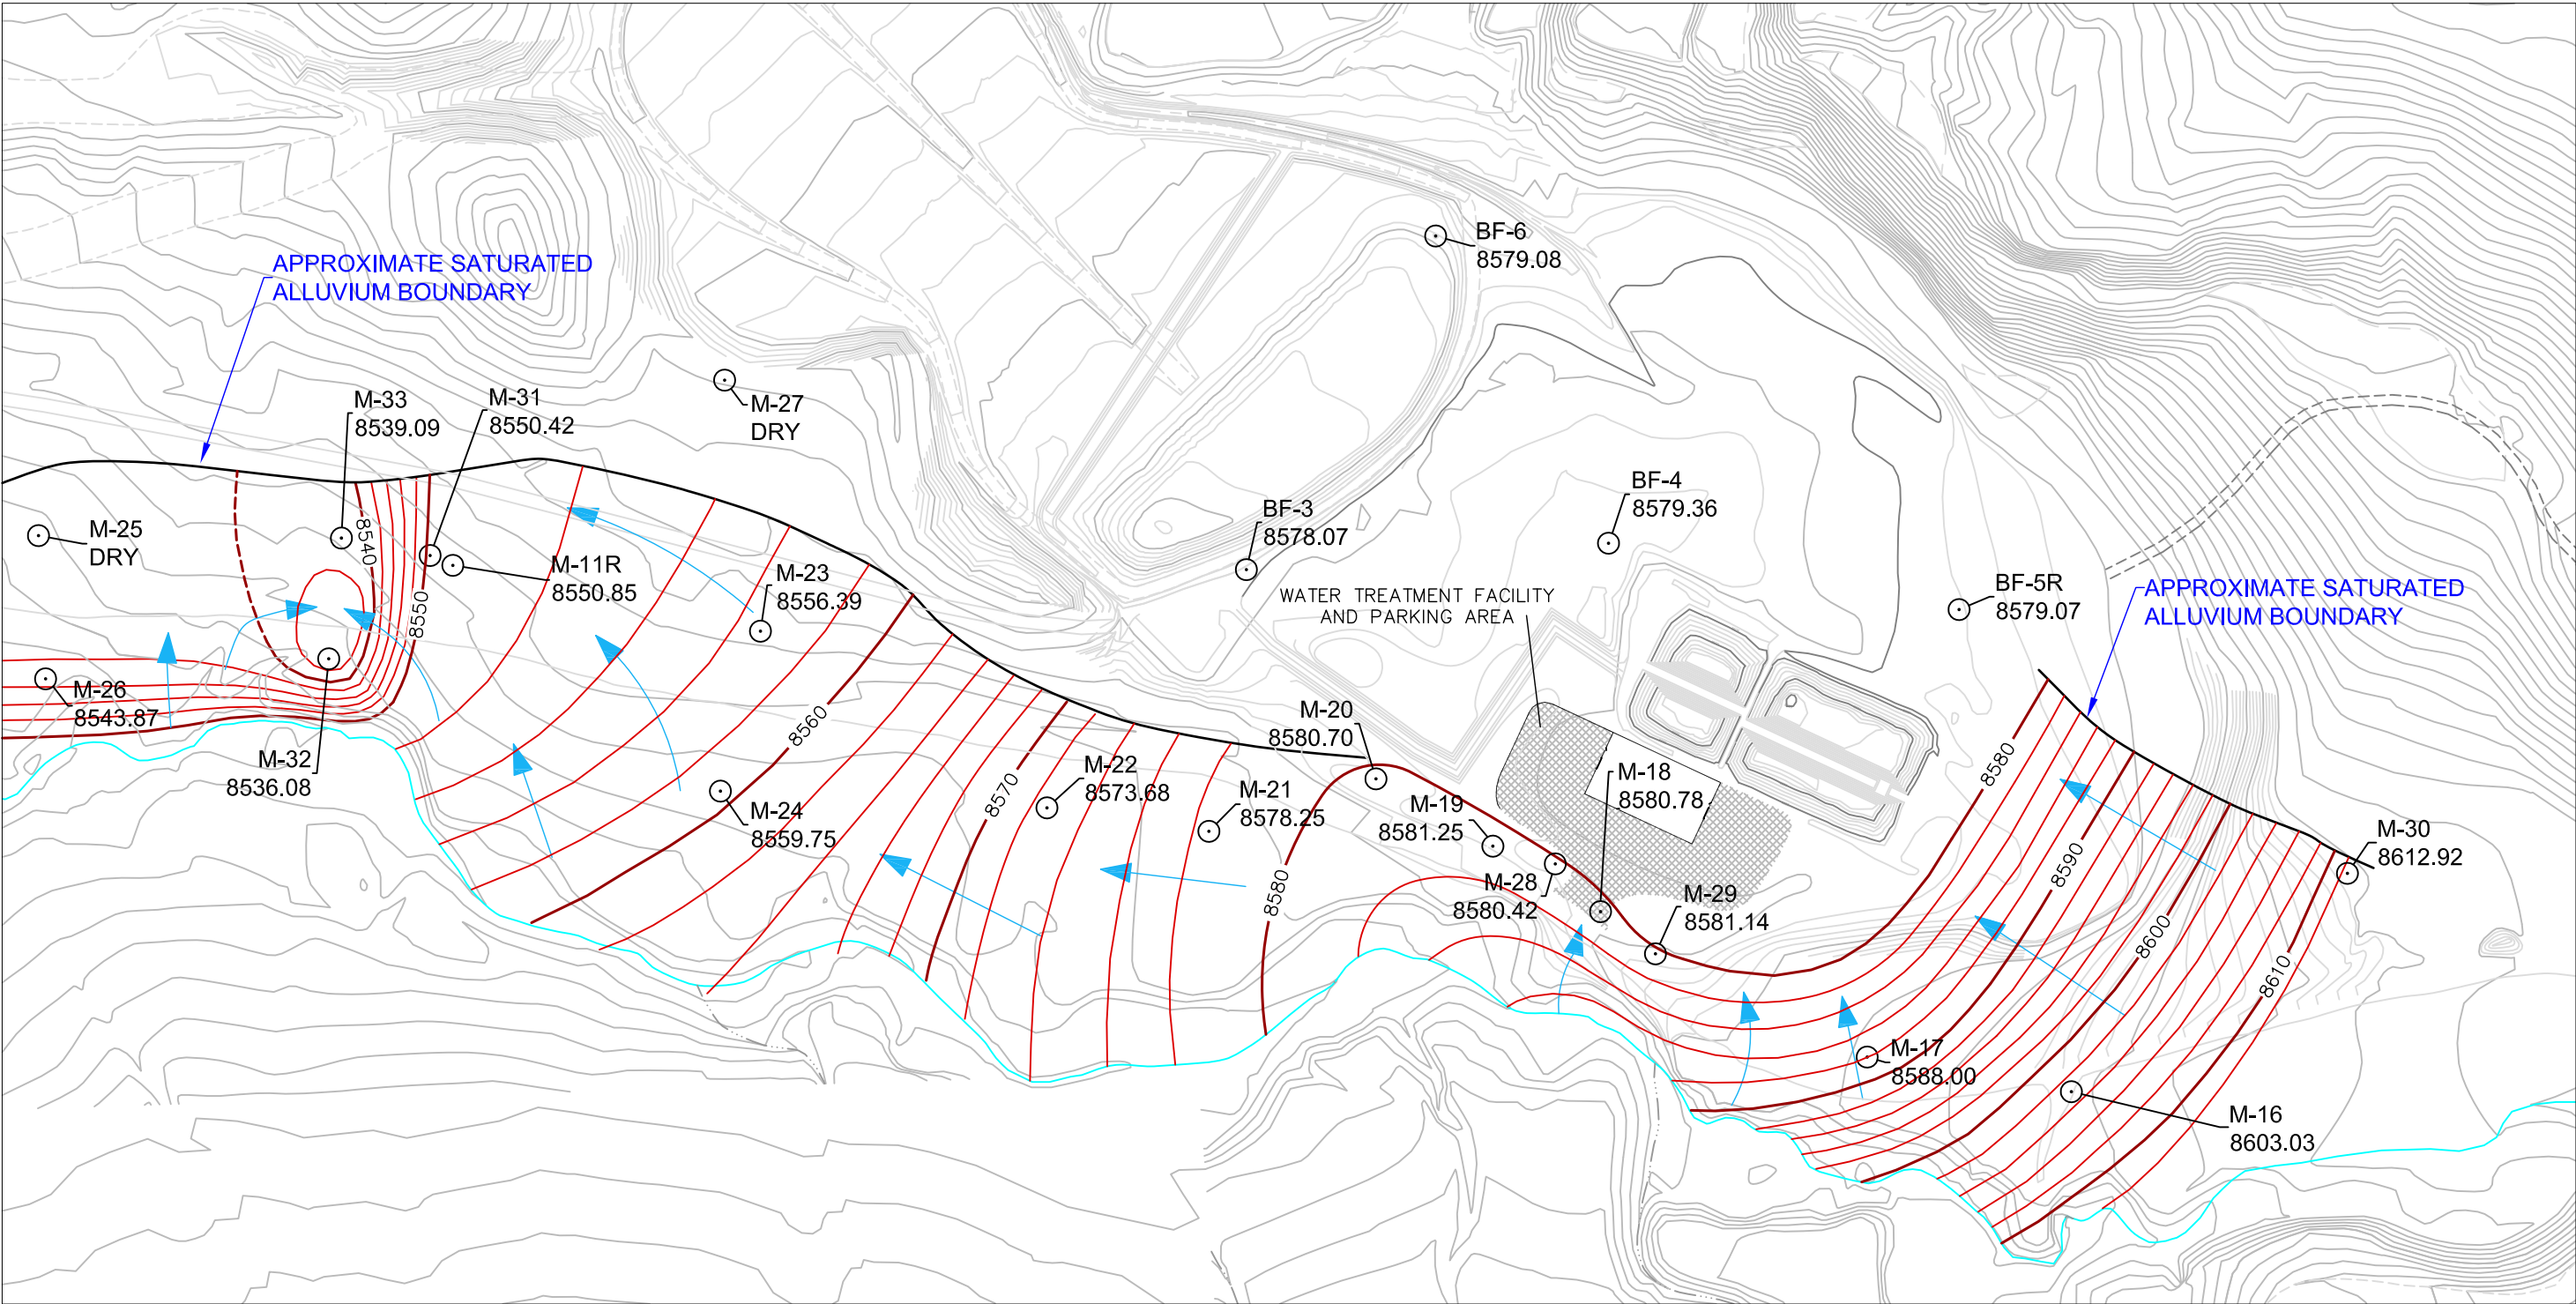 BF-6
8579.08
APPROXIMATE SATURATED
ALLUVIUM BOUNDARY
M-33
8539.09
M-31
8550.42
M-27
DRY
BF-4
8579.36
BF-3
8578.07
M-25
DRY
8540
M-11R
8550.85
M-23
8556.39
8550
WATER TREATMENT FACILITY
AND PARKING AREA
BF-5R
8579.07
APPROXIMATE SATURATED
ALLUVIUM BOUNDARY
M-26
8543.87
M-32
8536.08
8560
M-20
8580.70
8570
M-22
8573.68
M-21
8578.25
M-18
8580.78
8580
M-24
8559.75
M-19
8581.25
M-30
8612.92
8590
8580
M-28
8580.42
M-29
8581.14
8600
8610
M-17
8588.00
M-16
8603.03